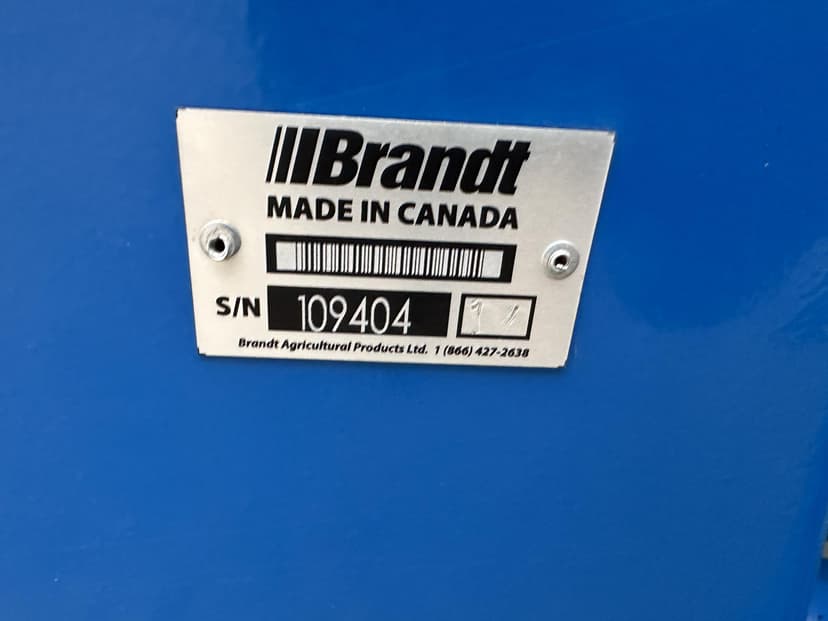 Brandt
MADE IN CANADA
S/N 109404
Brandt Agricultural Products Ltd. 1 (866) 427-2638